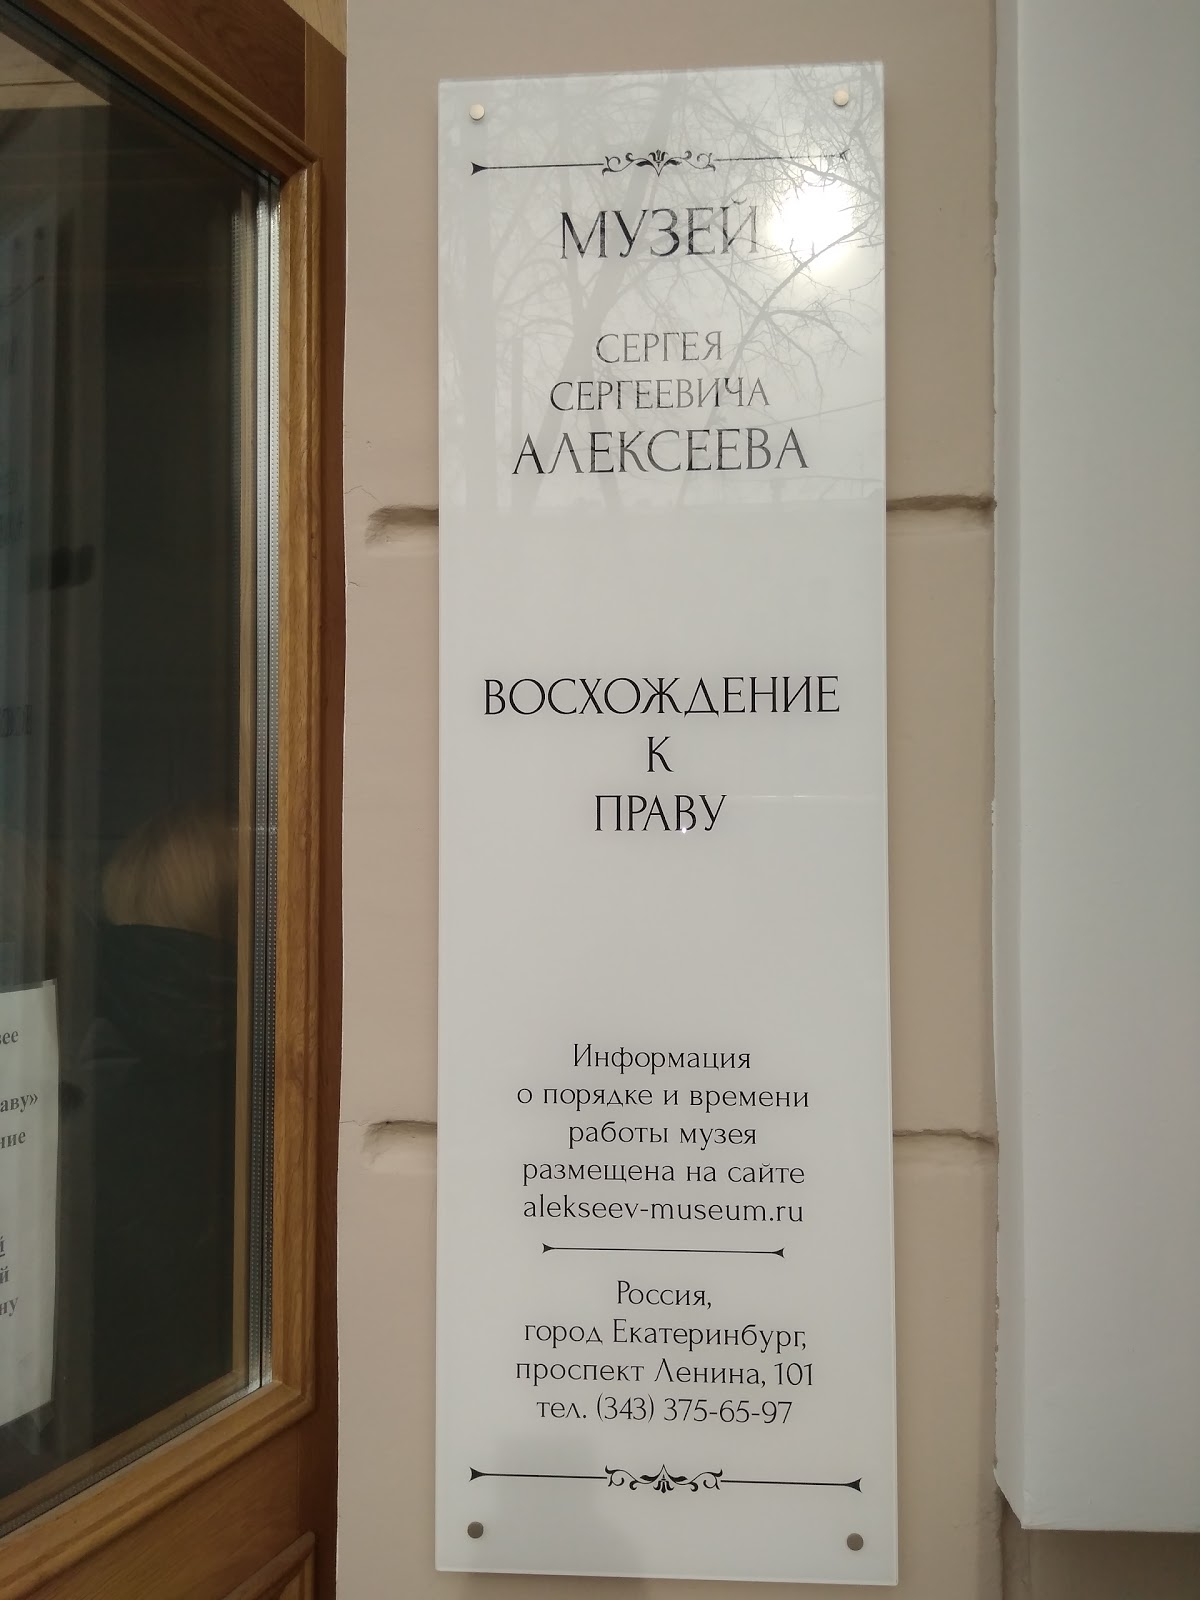 МУЗЕЙ
СЕРГЕЯ
СЕРГЕЕВИЧА
АЛЕКСЕЕВА
ВОСХОЖДЕНИЕ
К
ПРАВУ
Информация
о порядке и времени
работы музея
размещена на сайте
alekseev-museum.ru
Россия,
город Екатеринбург,
проспект Ленина, 101
тел. (343) 375-65-97